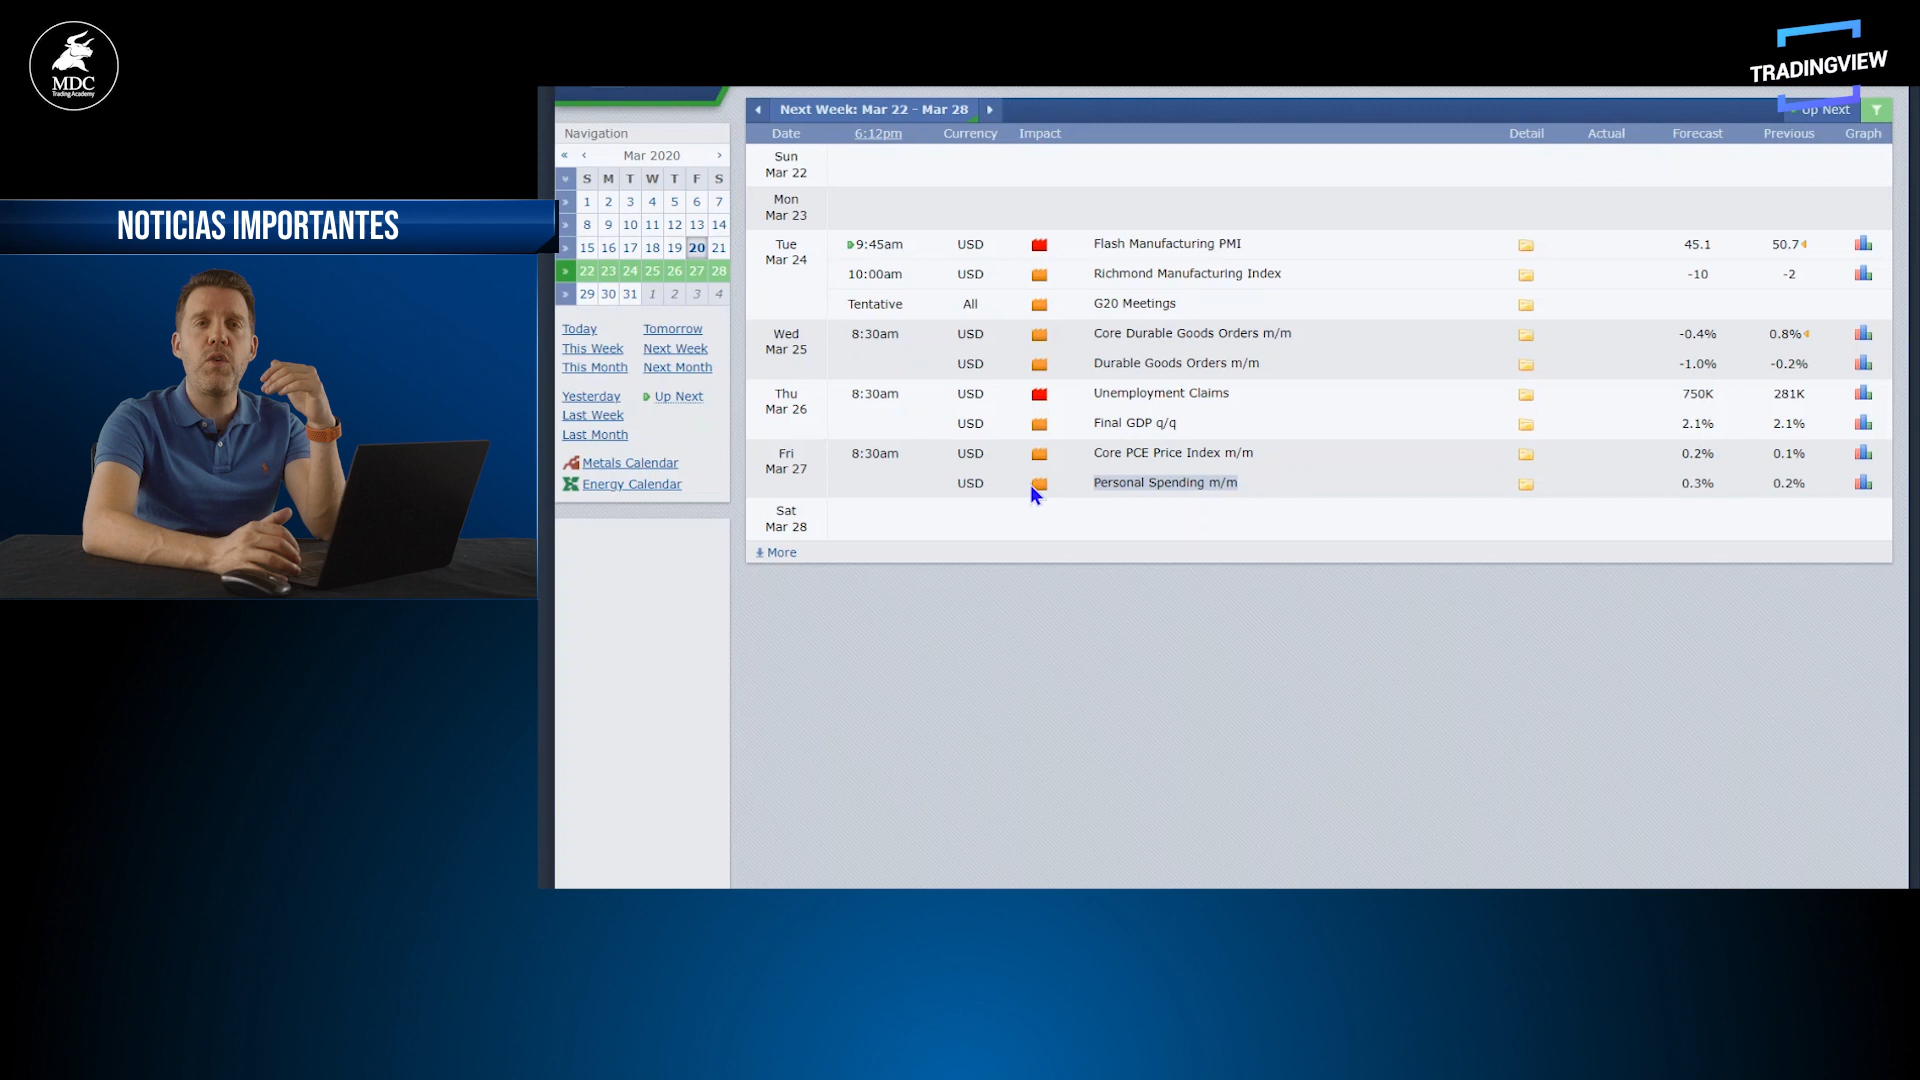 MDC
Trading Academy
TRADINGVIEW
NOTICIAS IMPORTANTES
Navigation
« ‹ Mar 2020 ›
S M T W T F S
» 1 2 3 4 5 6 7
» 8 9 10 11 12 13 14
» 15 16 17 18 19 20 21
» 22 23 24 25 26 27 28
» 29 30 31 1 2 3 4
Today Tomorrow
This Week Next Week
This Month Next Month
Yesterday Up Next
Last Week
Last Month
Metals Calendar
Energy Calendar
Next Week: Mar 22 - Mar 28 Up Next
Date 6:12pm Currency Impact Detail Actual Forecast Previous Graph
Sun
Mar 22
Mon
Mar 23
Tue
Mar 24
9:45am USD Flash Manufacturing PMI 45.1 50.7
10:00am USD Richmond Manufacturing Index -10 -2
Tentative All G20 Meetings
Wed
Mar 25
8:30am USD Core Durable Goods Orders m/m -0.4% 0.8%
USD Durable Goods Orders m/m -1.0% -0.2%
Thu
Mar 26
8:30am USD Unemployment Claims 750K 281K
USD Final GDP q/q 2.1% 2.1%
Fri
Mar 27
8:30am USD Core PCE Price Index m/m 0.2% 0.1%
USD Personal Spending m/m 0.3% 0.2%
Sat
Mar 28
More